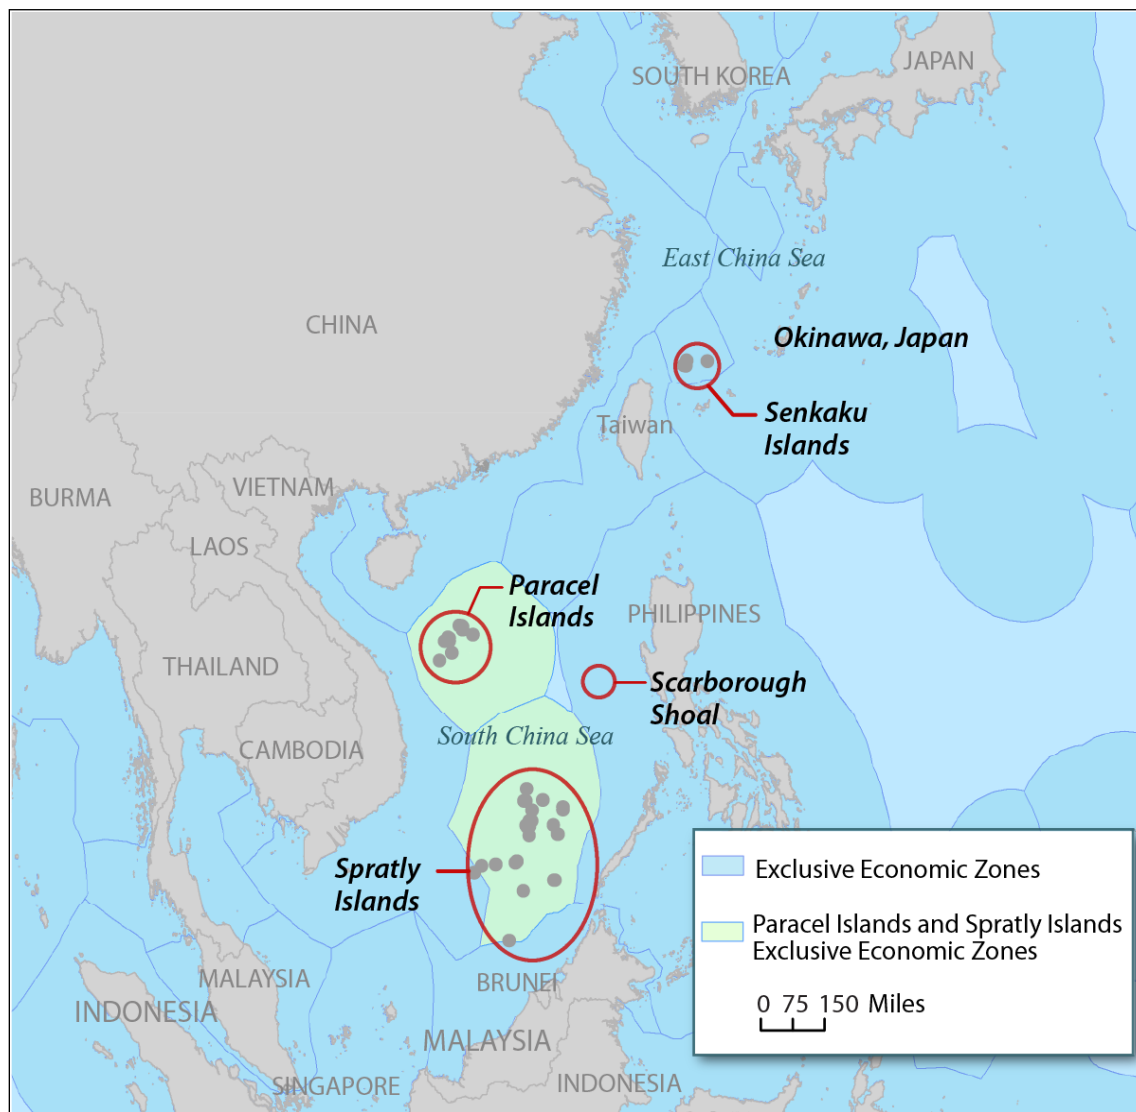 SOUTH KOREA
JAPAN
East China Sea
CHINA
Okinawa, Japan
Senkaku
Islands
Taiwan
BURMA
VIETNAM
LAOS
Paracel
Islands
PHILIPPINES
THAILAND
Scarborough
Shoal
South China Sea
CAMBODIA
Spratly
Islands
Exclusive Economic Zones
Paracel Islands and Spratly Islands
Exclusive Economic Zones
0 75 150 Miles
MALAYSIA
BRUNEI
INDONESIA
MALAYSIA
SINGAPORE
INDONESIA